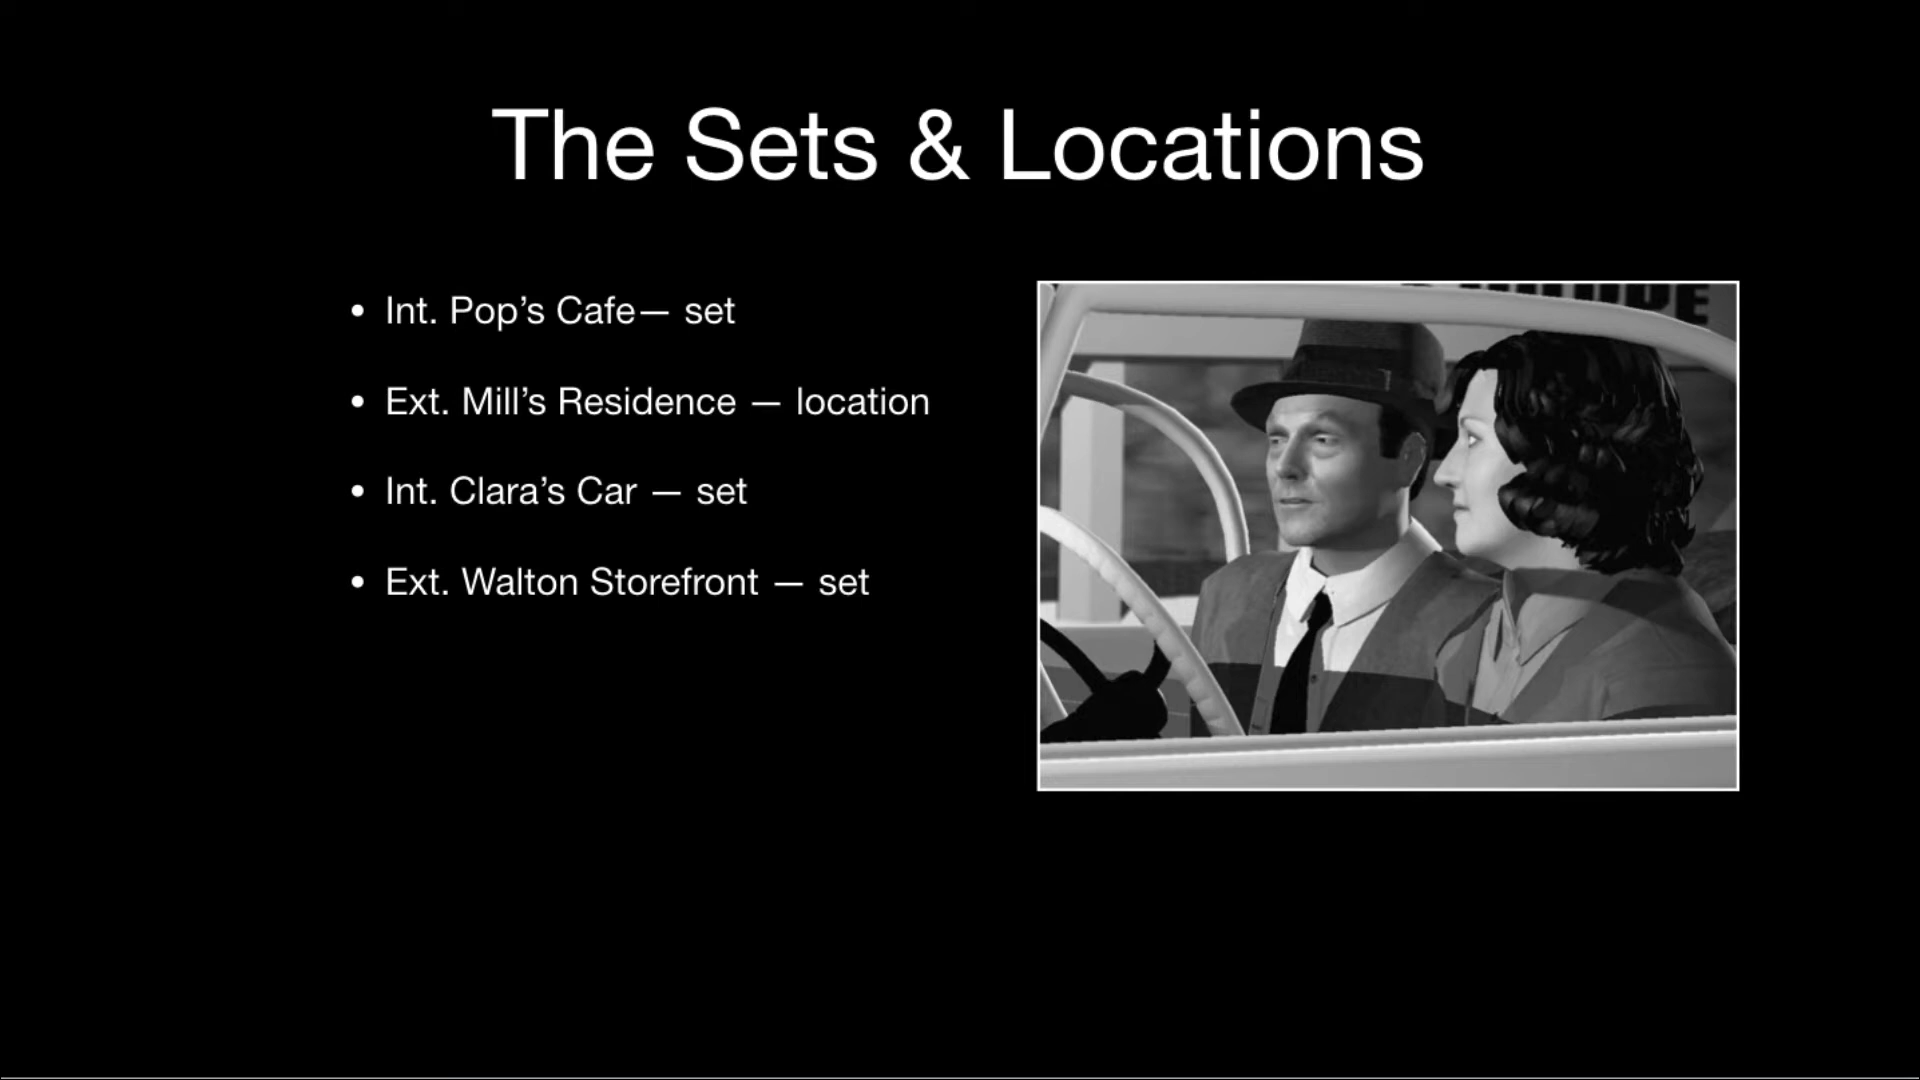 The Sets & Locations
• Int. Pop’s Cafe— set
• Ext. Mill’s Residence — location
• Int. Clara’s Car — set
• Ext. Walton Storefront — set